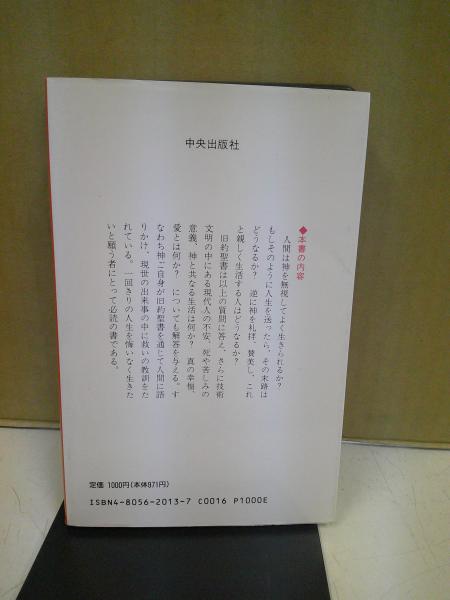 中央出版社
◆本書の内容
人間は神を無視してよく生きられるか?
もしそのように人生を送ったら、その末路は
どうなるか? 逆に神を礼拝、賛美し、これ
と親しく生活する人はどうなるか?
旧約聖書は以上の質問に答え、さらに技術
文明の中にある現代人の不安、死や苦しみの
意義、神と共なる生活は何か? 真の幸福、
愛とは何か? についても解答を与える。す
なわち神ご自身が旧約聖書を通じて人間に語
りかけ、現世の出来事の中に救いの教訓をた
れている。一回きりの人生を悔いなく生きた
いと願う者にとって必読の書である。
定価 1000円(本体971円)
ISBN4-8056-2013-7 C0016 P1000E